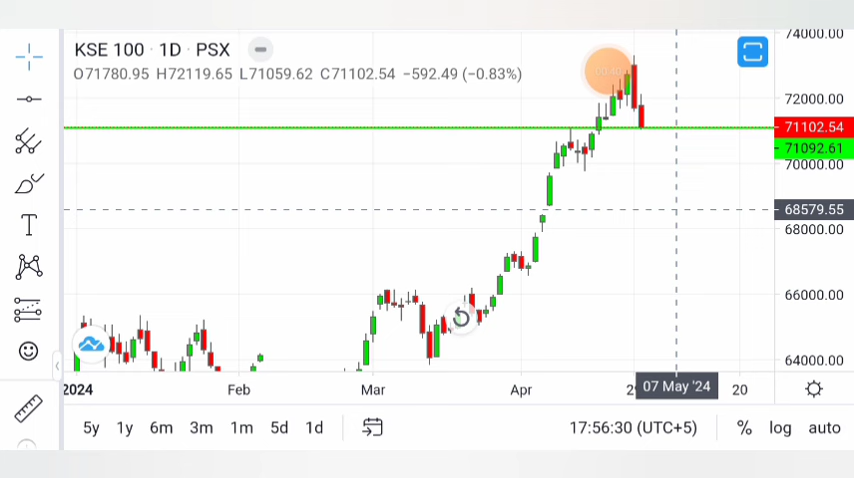 KSE 100 · 1D · PSX
O71780.95 H72119.65 L71059.62 C71102.54 −592.49 (−0.83%)
74000.00
72000.00
71102.54
71092.61
70000.00
68579.55
68000.00
66000.00
64000.00
2024 Feb Mar Apr 07 May '24 20
5y 1y 6m 3m 1m 5d 1d 17:56:30 (UTC+5) % log auto